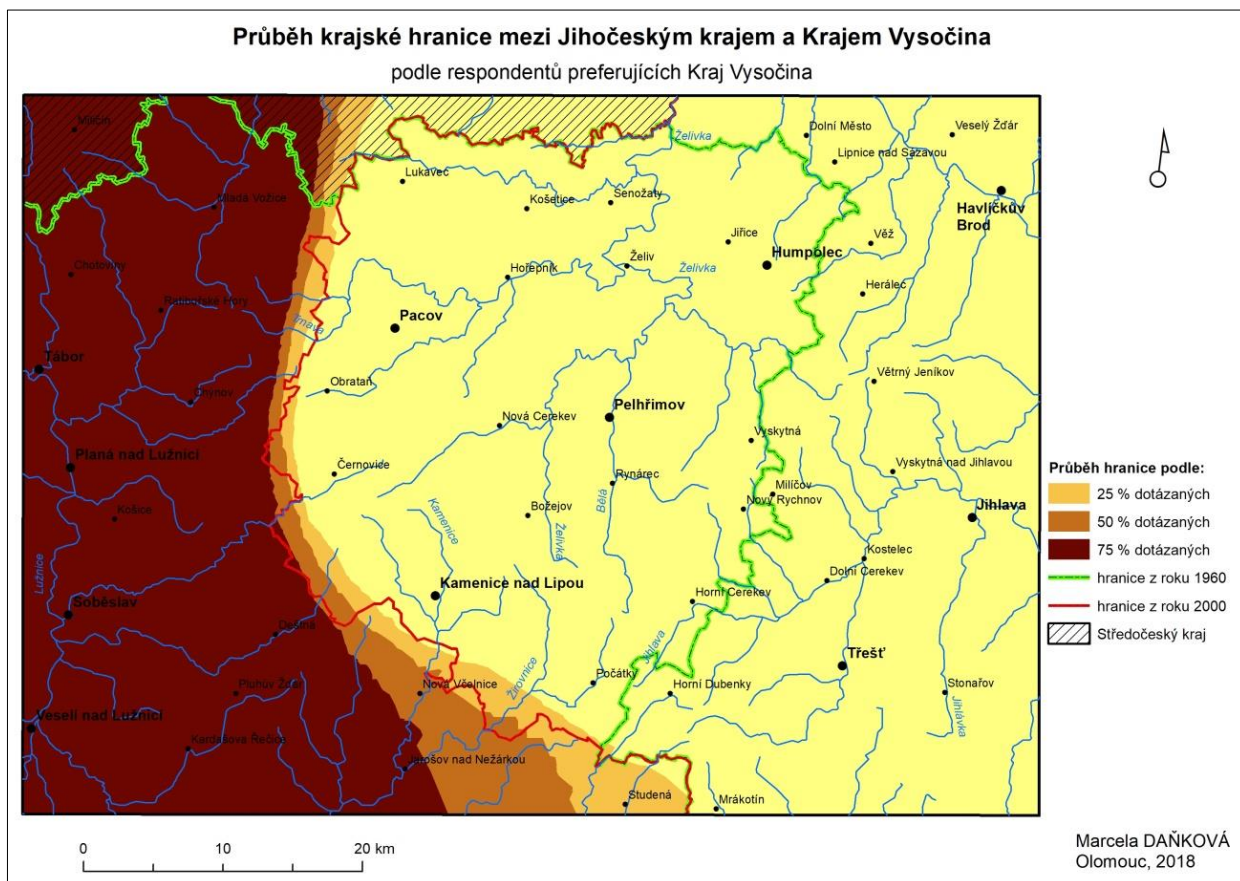 Průběh krajské hranice mezi Jihočeským krajem a Krajem Vysočina
podle respondentů preferujících Kraj Vysočina
Miličín
Želivka
Dolní Město
Veselý Žďár
Lipnice nad Sázavou
Lukavec
Havlíčkův
Brod
Mladá Vožice
Košetice
Senožaty
Jiřice
Věž
Chotoviny
Hořepník
Želiv
Želivka
Humpolec
Herálec
Ratibořské Hory
Trnava
Pacov
Tábor
Obrataň
Větrný Jeníkov
Chýnov
Nová Cerekev
Pelhřimov
Vyskytná
Planá nad Lužnicí
Černovice
Rynárec
Vyskytná nad Jihlavou
Milíčov
Košice
Kamenice
Božejov
Želivka
Bělá
Nový Rychnov
Jihlava
Lužnice
Kostelec
Dolní Cerekev
Soběslav
Kamenice nad Lipou
Horní Cerekev
Deštná
Jihlava
Třešť
Pluhův Žďár
Nová Včelnice
Žirovnice
Počátky
Horní Dubenky
Stonařov
Jihlávka
Veselí nad Lužnicí
Kardašova Řečice
Jarošov nad Nežárkou
Studená
Mrákotín
Průběh hranice podle:
25 % dotázaných
50 % dotázaných
75 % dotázaných
hranice z roku 1960
hranice z roku 2000
Středočeský kraj
0 10 20 km
Marcela DAŇKOVÁ
Olomouc, 2018